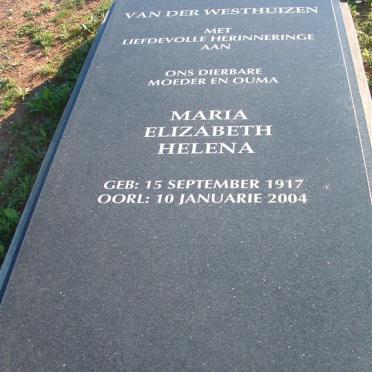 VAN DER WESTHUIZEN
MET
LIEFDEVOLLE HERINNERINGE
AAN
ONS DIERBARE
MOEDER EN OUMA
MARIA
ELIZABETH
HELENA
GEB: 15 SEPTEMBER 1917
OORL: 10 JANUARIE 2004